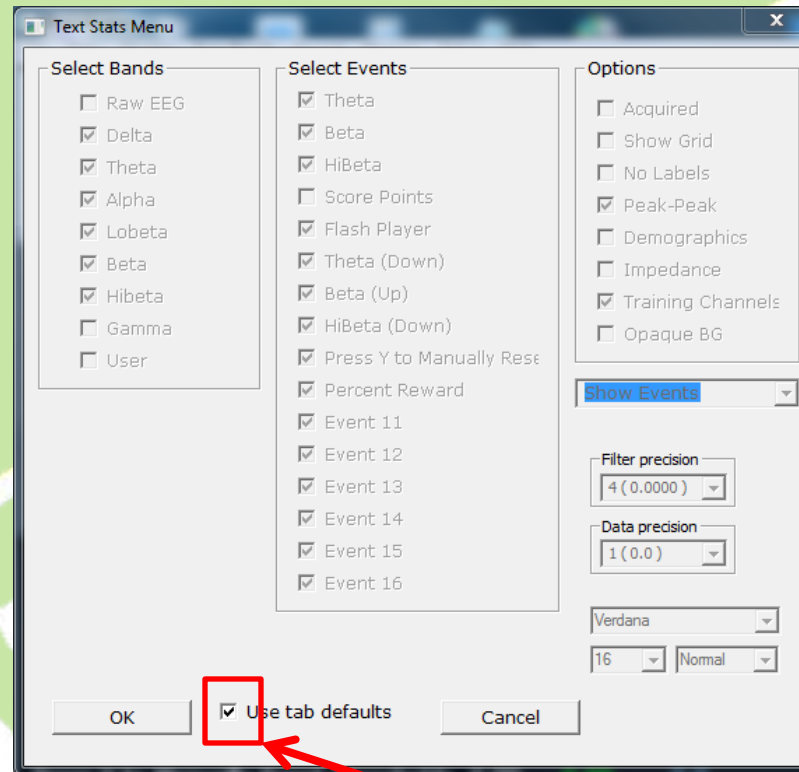 Text Stats Menu
x
Select Bands
Raw EEG
Delta
Theta
Alpha
Lobeta
Beta
Hibeta
Gamma
User
Select Events
Theta
Beta
HiBeta
Score Points
Flash Player
Theta (Down)
Beta (Up)
HiBeta (Down)
Press Y to Manually Rese
Percent Reward
Event 11
Event 12
Event 13
Event 14
Event 15
Event 16
Options
Acquired
Show Grid
No Labels
Peak-Peak
Demographics
Impedance
Training Channels
Opaque BG
Show Events
Filter precision
4 ( 0.0000 )
Data precision
1 ( 0.0 )
Verdana
16 Normal
OK
Use tab defaults
Cancel